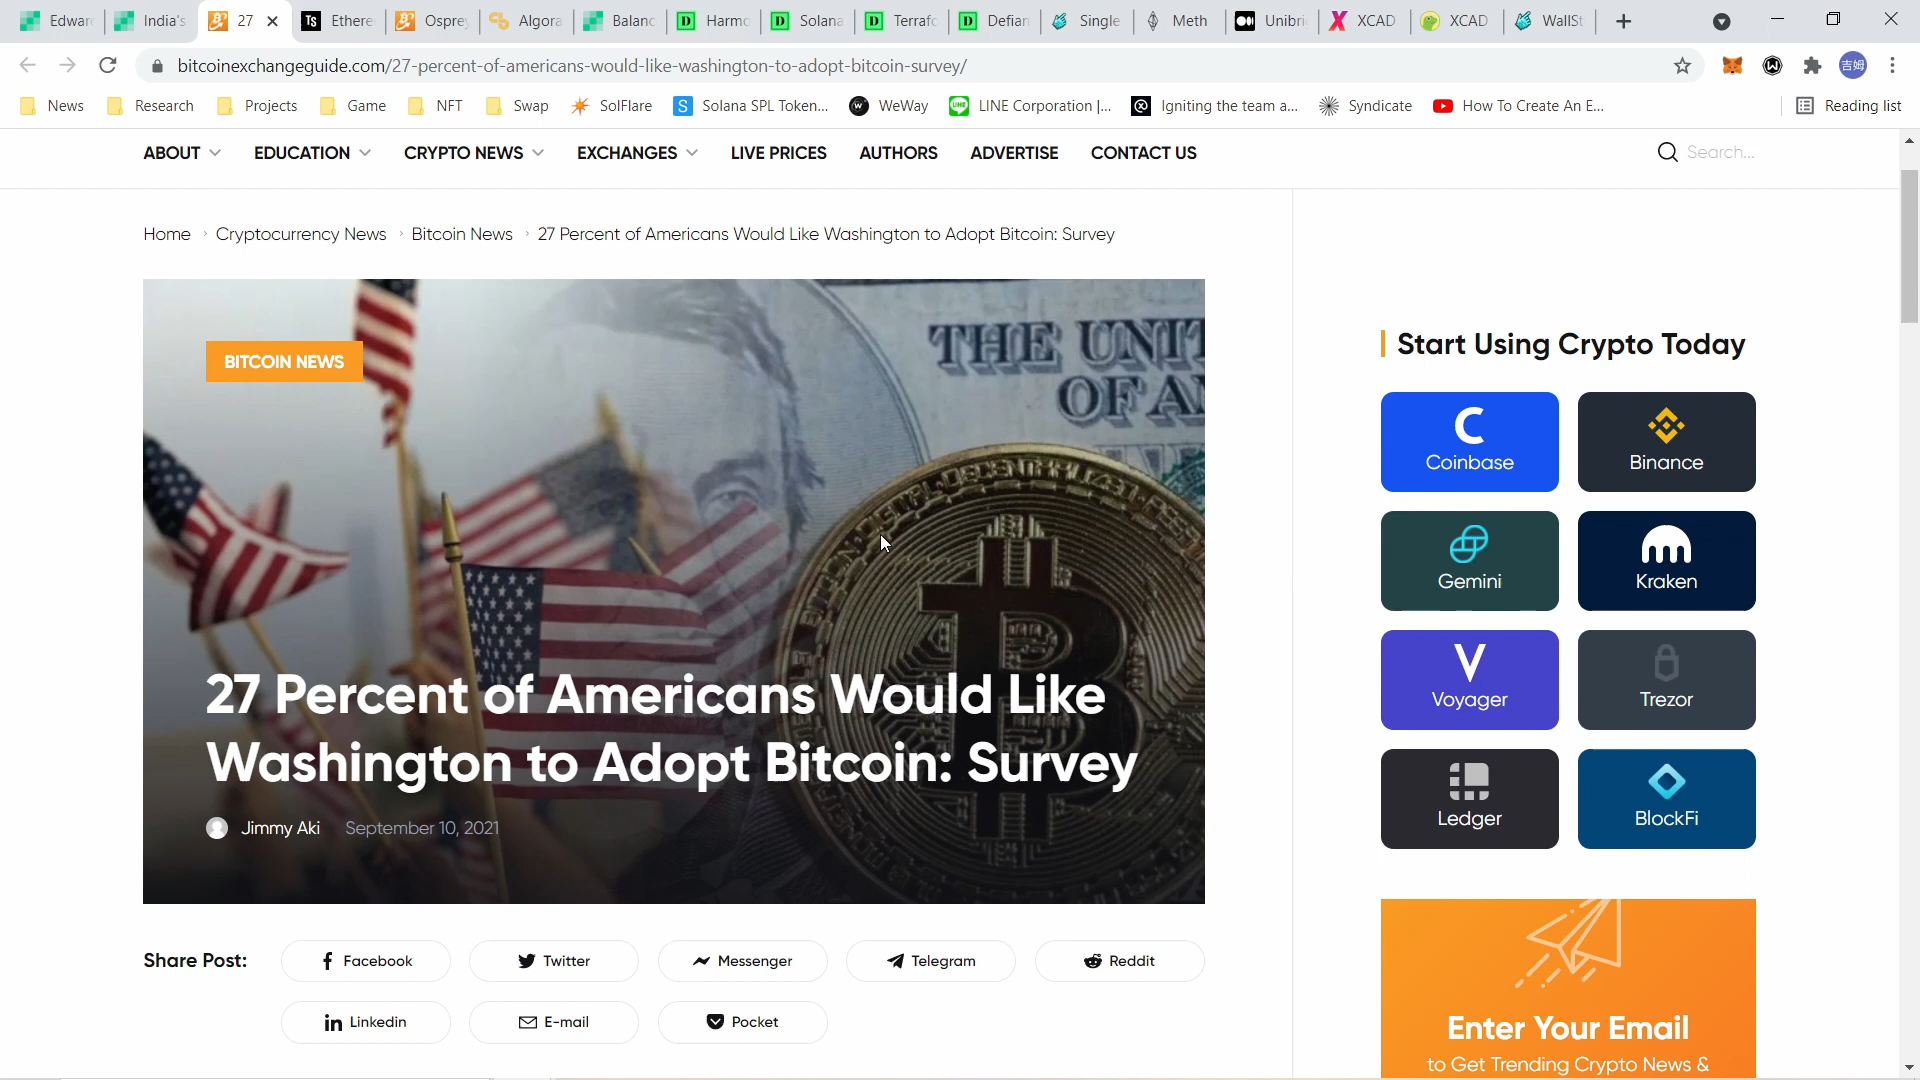 Edwar
India's
27
Ethere
Osprey
Algora
Balanc
Harmo
Solana
Terrafo
Defian
Single
Meth
Unibri
XCAD
XCAD
WallSt
bitcoinexchangeguide.com/27-percent-of-americans-would-like-washington-to-adopt-bitcoin-survey/
吉姆
News
Research
Projects
Game
NFT
Swap
SolFlare
Solana SPL Token...
WeWay
LINE Corporation |...
Igniting the team a...
Syndicate
How To Create An E...
Reading list
ABOUT
EDUCATION
CRYPTO NEWS
EXCHANGES
LIVE PRICES
AUTHORS
ADVERTISE
CONTACT US
Search...
Home › Cryptocurrency News › Bitcoin News › 27 Percent of Americans Would Like Washington to Adopt Bitcoin: Survey
THE UNIT
OF A
BITCOIN NEWS
27 Percent of Americans Would Like
Washington to Adopt Bitcoin: Survey
Jimmy Aki September 10, 2021
Share Post:
Facebook
Twitter
Messenger
Telegram
Reddit
Linkedin
E-mail
Pocket
Start Using Crypto Today
Coinbase
Binance
Gemini
Kraken
Voyager
Trezor
Ledger
BlockFi
Enter Your Email
to Get Trending Crypto News &